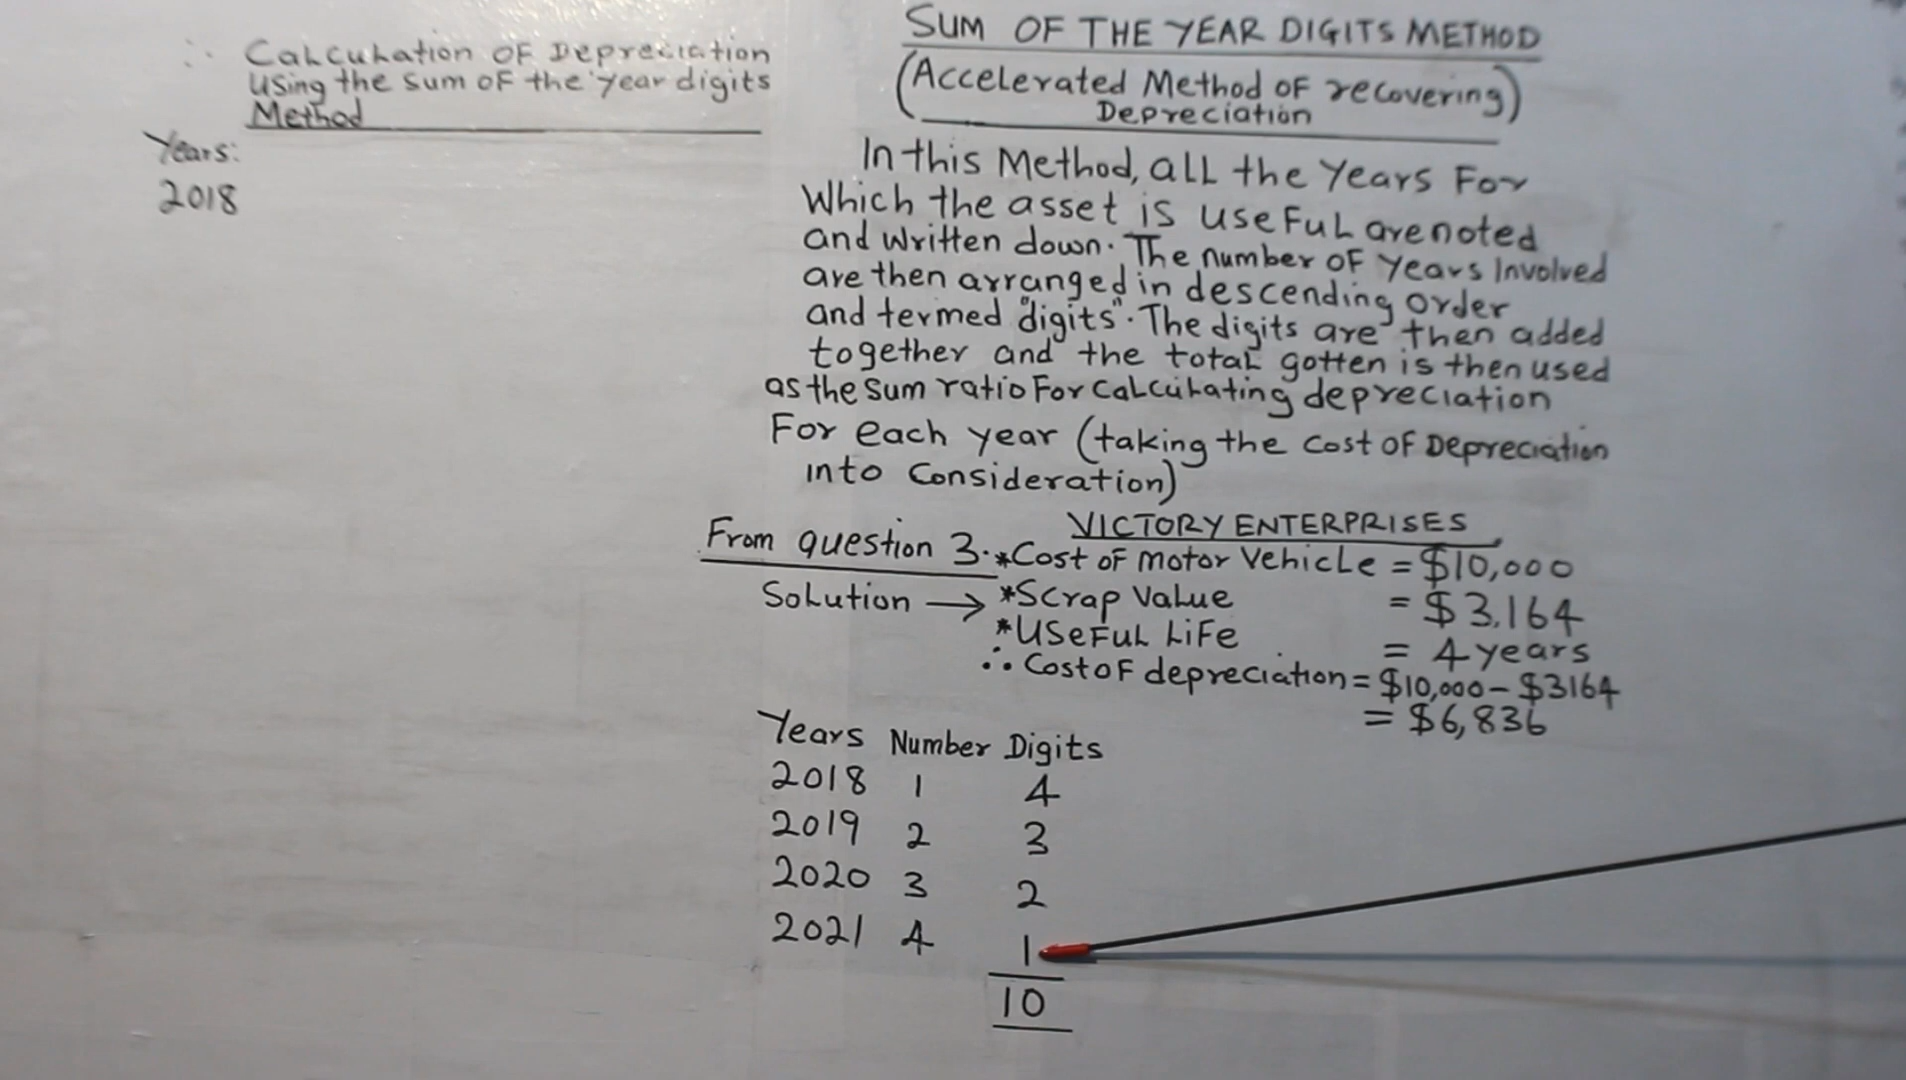 ∴ Calculation OF Depreciation
Using the Sum OF the Year digits
Method
Years:
2018
SUM OF THE YEAR DIGITS METHOD
(Accelerated Method OF recovering)
Depreciation
In this Method, all the Years For
Which the asset is useFul are noted
and written down. The number OF Years Involved
are then arranged in descending order
and termed "digits". The digits are then added
together and the total gotten is then used
as the sum ratio For Calculating depreciation
For each year (taking the cost OF Depreciation
into Consideration)
VICTORY ENTERPRISES
From question 3. *Cost OF motor Vehicle = $10,000
Solution → *Scrap Value = $3,164
*UseFul LiFe = 4 years
∴ Cost oF depreciation = $10,000 - $3164
= $6,836
Years Number Digits
2018 1 4
2019 2 3
2020 3 2
2021 4 1
10